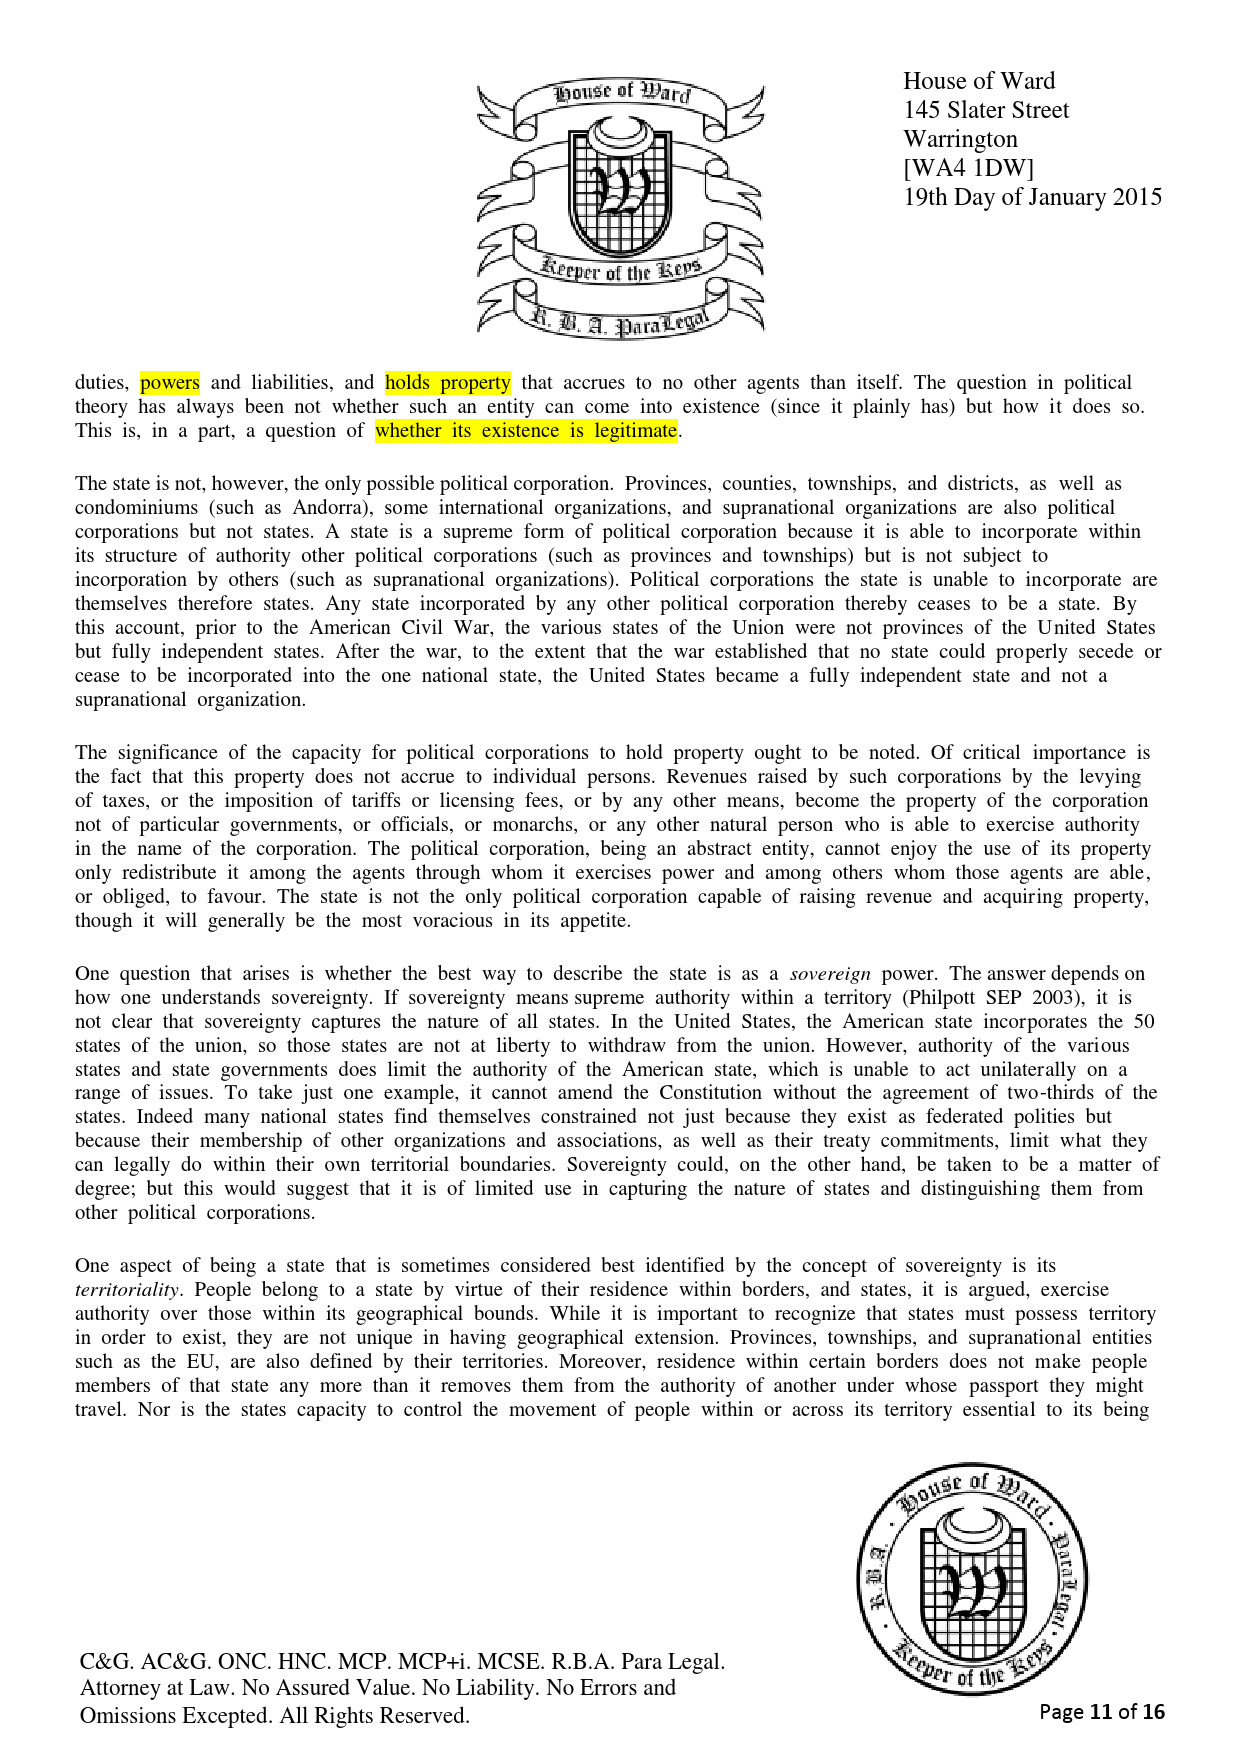 House of Ward
House of Ward
145 Slater Street
Warrington
[WA4 1DW]
19th Day of January 2015
W
Keeper of the Keys
R. B. A. ParaLegal
duties, powers and liabilities, and holds property that accrues to no other agents than itself. The question in political
theory has always been not whether such an entity can come into existence (since it plainly has) but how it does so.
This is, in a part, a question of whether its existence is legitimate.
The state is not, however, the only possible political corporation. Provinces, counties, townships, and districts, as well as
condominiums (such as Andorra), some international organizations, and supranational organizations are also political
corporations but not states. A state is a supreme form of political corporation because it is able to incorporate within
its structure of authority other political corporations (such as provinces and townships) but is not subject to
incorporation by others (such as supranational organizations). Political corporations the state is unable to incorporate are
themselves therefore states. Any state incorporated by any other political corporation thereby ceases to be a state. By
this account, prior to the American Civil War, the various states of the Union were not provinces of the United States
but fully independent states. After the war, to the extent that the war established that no state could properly secede or
cease to be incorporated into the one national state, the United States became a fully independent state and not a
supranational organization.
The significance of the capacity for political corporations to hold property ought to be noted. Of critical importance is
the fact that this property does not accrue to individual persons. Revenues raised by such corporations by the levying
of taxes, or the imposition of tariffs or licensing fees, or by any other means, become the property of the corporation
not of particular governments, or officials, or monarchs, or any other natural person who is able to exercise authority
in the name of the corporation. The political corporation, being an abstract entity, cannot enjoy the use of its property
only redistribute it among the agents through whom it exercises power and among others whom those agents are able,
or obliged, to favour. The state is not the only political corporation capable of raising revenue and acquiring property,
though it will generally be the most voracious in its appetite.
One question that arises is whether the best way to describe the state is as a sovereign power. The answer depends on
how one understands sovereignty. If sovereignty means supreme authority within a territory (Philpott SEP 2003), it is
not clear that sovereignty captures the nature of all states. In the United States, the American state incorporates the 50
states of the union, so those states are not at liberty to withdraw from the union. However, authority of the various
states and state governments does limit the authority of the American state, which is unable to act unilaterally on a
range of issues. To take just one example, it cannot amend the Constitution without the agreement of two-thirds of the
states. Indeed many national states find themselves constrained not just because they exist as federated polities but
because their membership of other organizations and associations, as well as their treaty commitments, limit what they
can legally do within their own territorial boundaries. Sovereignty could, on the other hand, be taken to be a matter of
degree; but this would suggest that it is of limited use in capturing the nature of states and distinguishing them from
other political corporations.
One aspect of being a state that is sometimes considered best identified by the concept of sovereignty is its
territoriality. People belong to a state by virtue of their residence within borders, and states, it is argued, exercise
authority over those within its geographical bounds. While it is important to recognize that states must possess territory
in order to exist, they are not unique in having geographical extension. Provinces, townships, and supranational entities
such as the EU, are also defined by their territories. Moreover, residence within certain borders does not make people
members of that state any more than it removes them from the authority of another under whose passport they might
travel. Nor is the states capacity to control the movement of people within or across its territory essential to its being
· House of Ward · ParaLegal · Keeper of the Keys · R.B.A.
W
C&G. AC&G. ONC. HNC. MCP. MCP+i. MCSE. R.B.A. Para Legal.
Attorney at Law. No Assured Value. No Liability. No Errors and
Omissions Excepted. All Rights Reserved.
Page 11 of 16